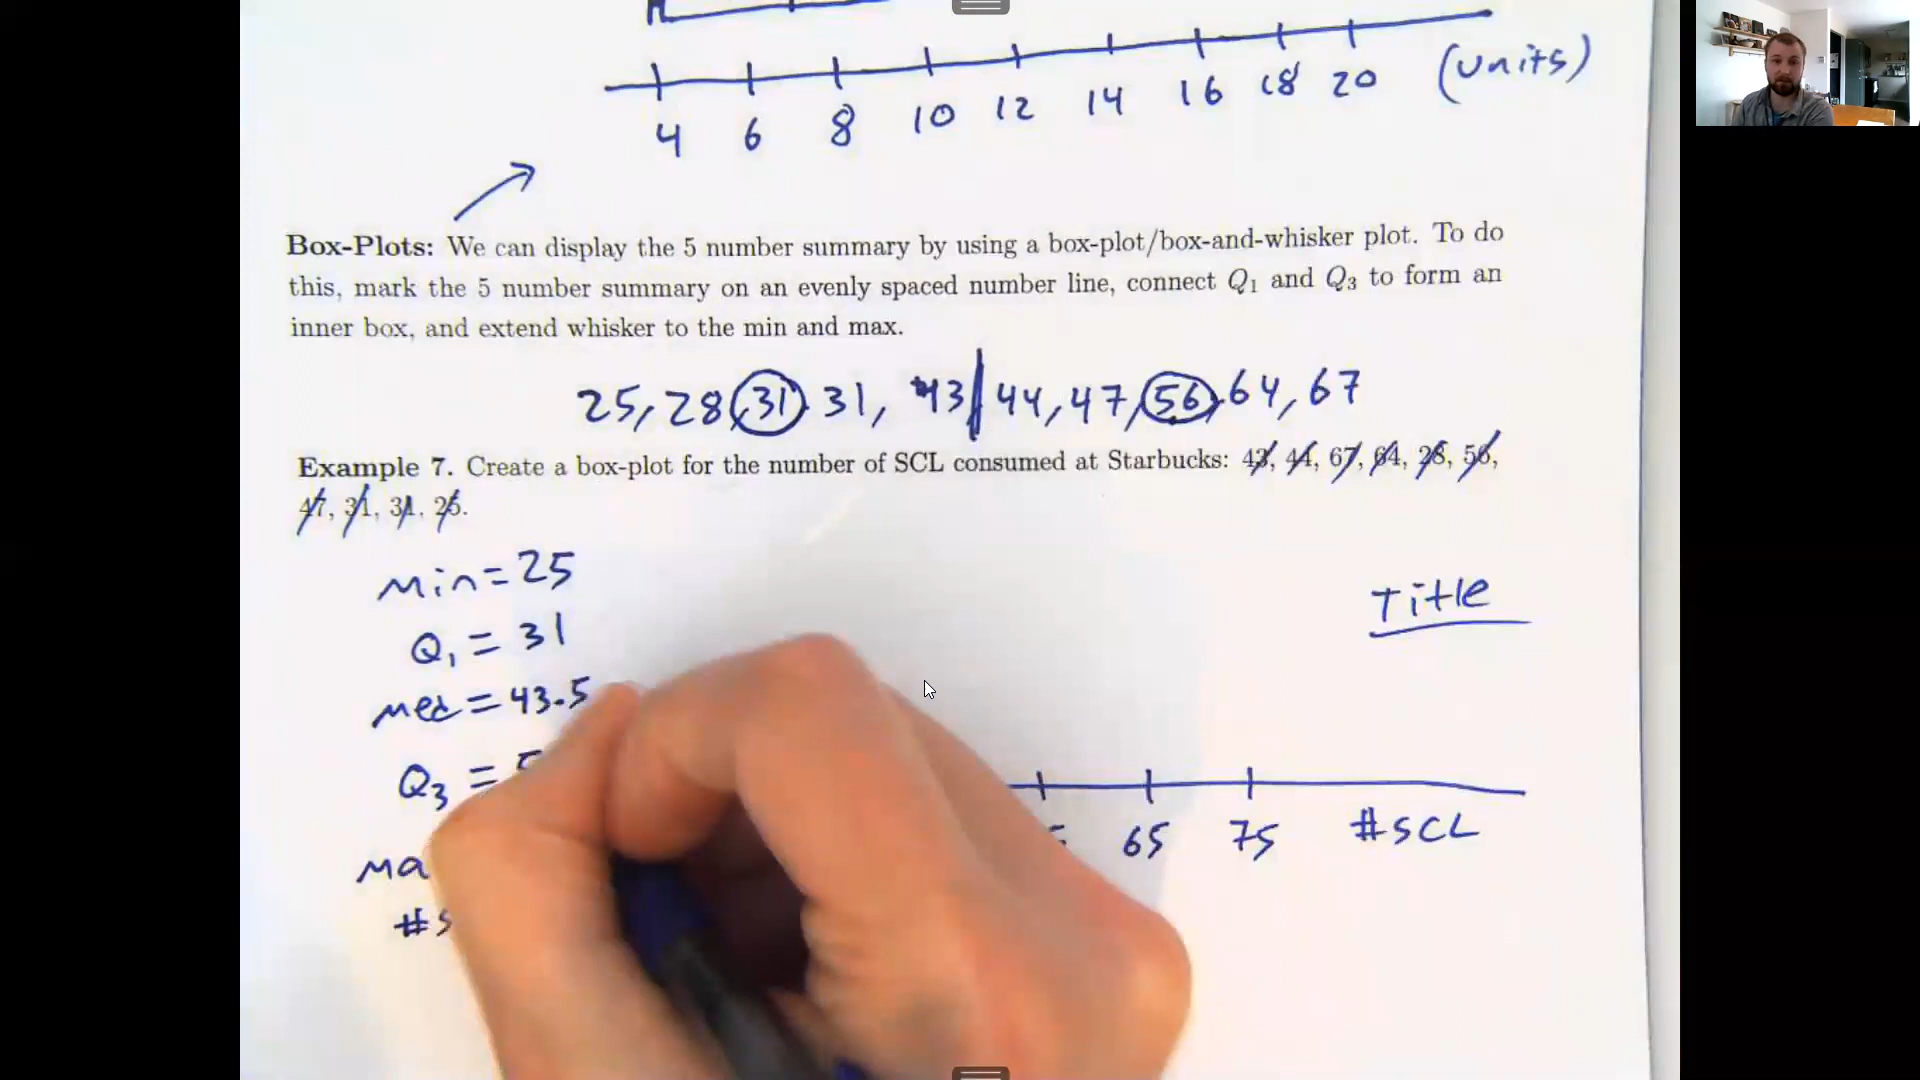 4 6 8 10 12 14 16 18 20 (units)
Box-Plots: We can display the 5 number summary by using a box-plot/box-and-whisker plot. To do
this, mark the 5 number summary on an evenly spaced number line, connect Q1 and Q3 to form an
inner box, and extend whisker to the min and max.
25, 28, 31, 31, 43 | 44, 47, 56, 64, 67
Example 7. Create a box-plot for the number of SCL consumed at Starbucks: 43, 44, 67, 64, 28, 56,
47, 31, 31, 25.
Min = 25
Title
Q1 = 31
med = 43.5
Q3 =
65 75 #SCL